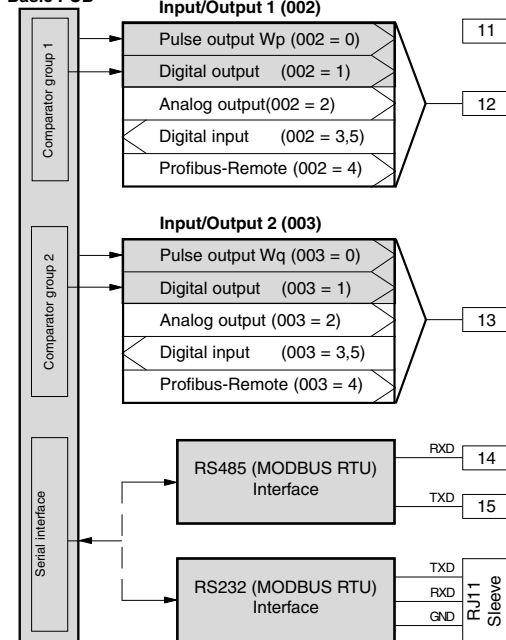 Input/Output 1 (002)
Comparator group 1
Pulse output Wp (002 = 0)
Digital output (002 = 1)
Analog output(002 = 2)
Digital input (002 = 3,5)
Profibus-Remote (002 = 4)
11
12
Input/Output 2 (003)
Comparator group 2
Pulse output Wq (003 = 0)
Digital output (003 = 1)
Analog output (003 = 2)
Digital input (003 = 3,5)
Profibus-Remote (003 = 4)
13
Serial interface
RS485 (MODBUS RTU)
Interface
RXD
14
TXD
15
RS232 (MODBUS RTU)
Interface
TXD
RXD
GND
RJ11
Sleeve